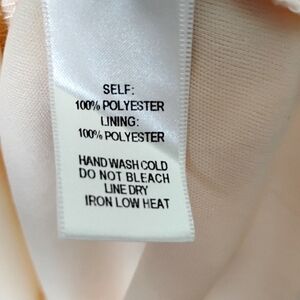 SELF:
100% POLYESTER
LINING:
100% POLYESTER
HAND WASH COLD
DO NOT BLEACH
LINE DRY
IRON LOW HEAT